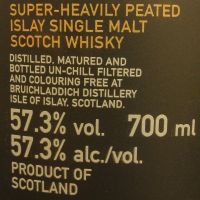 SUPER-HEAVILY PEATED
ISLAY SINGLE MALT
SCOTCH WHISKY
DISTILLED, MATURED AND
BOTTLED UN-CHILL FILTERED
AND COLOURING FREE AT
BRUICHLADDICH DISTILLERY
ISLE OF ISLAY, SCOTLAND.
57.3% vol. 700 ml
57.3% alc./vol.
PRODUCT OF
SCOTLAND